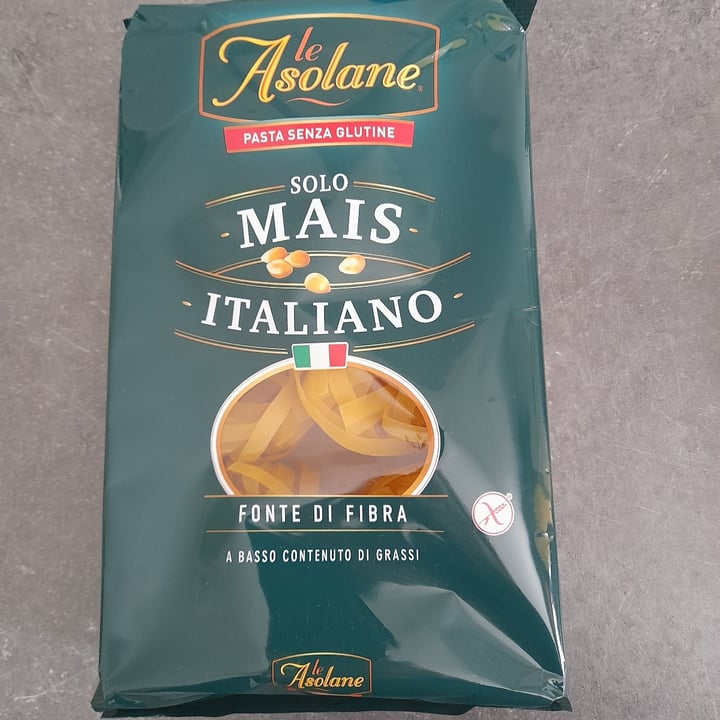 le
Asolane®
PASTA SENZA GLUTINE
SOLO
MAIS
ITALIANO
FONTE DI FIBRA
A BASSO CONTENUTO DI GRASSI
le
Asolane